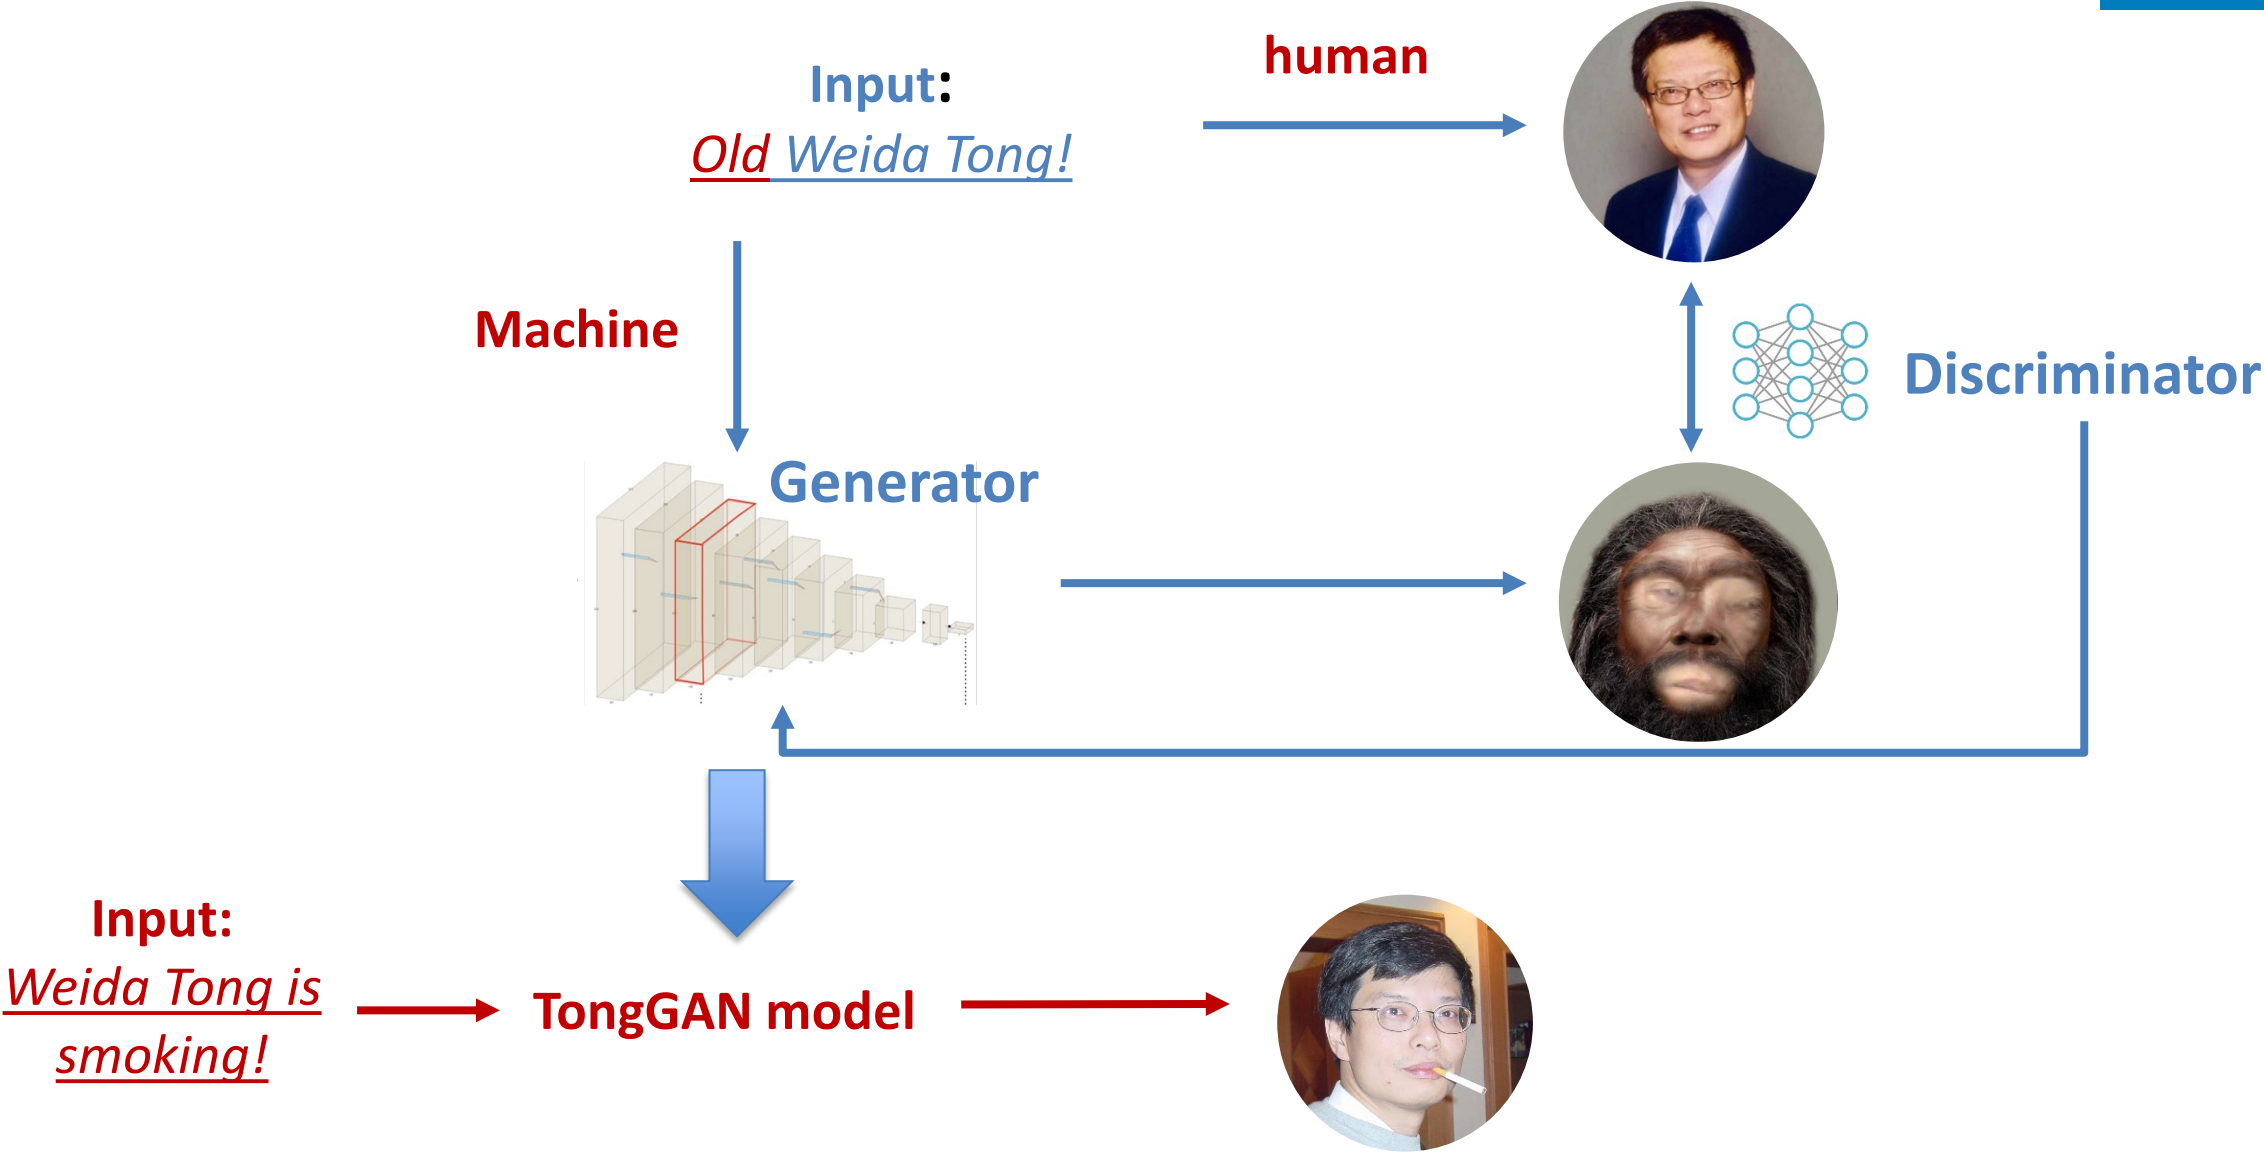 human
Input:
Old Weida Tong!
Machine
Discriminator
Generator
Input:
Weida Tong is
smoking!
TongGAN model